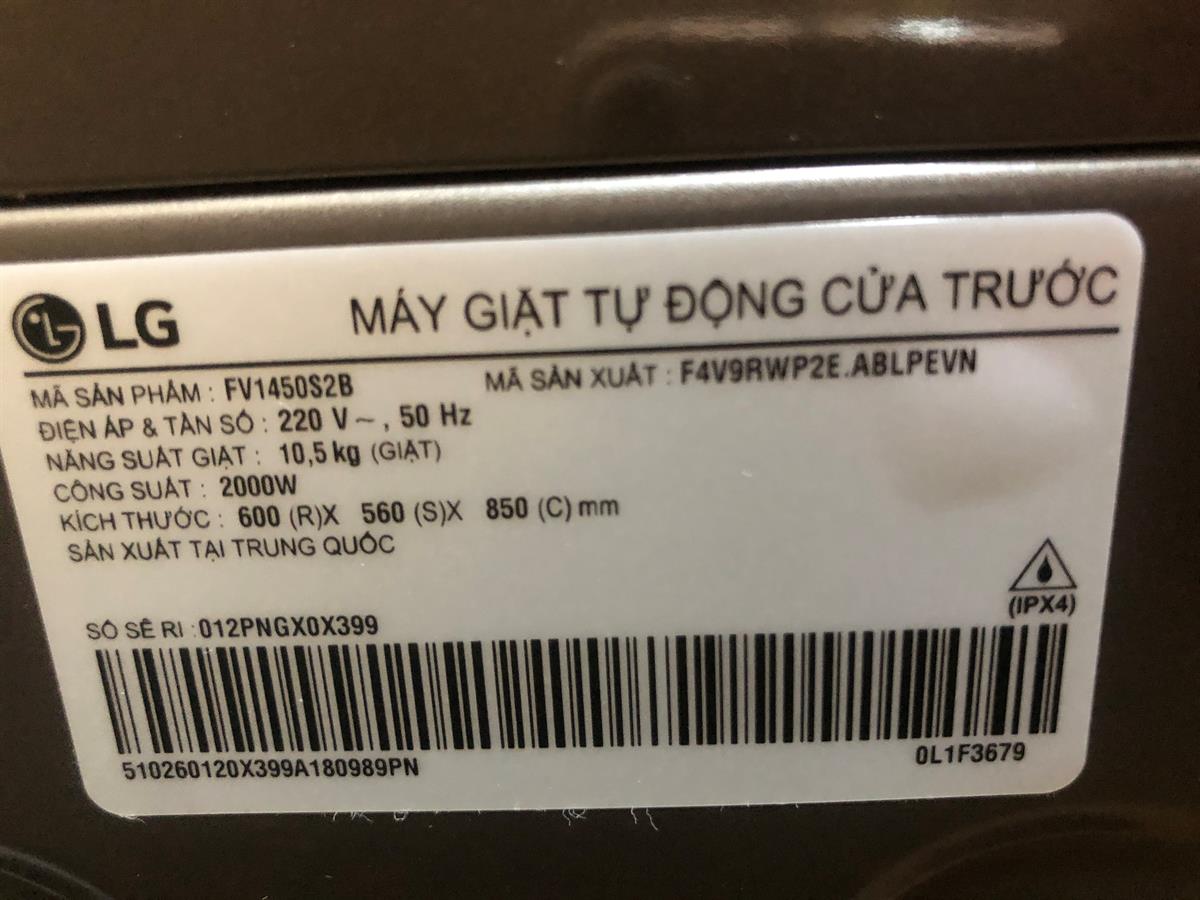 LG MÁY GIẶT TỰ ĐỘNG CỬA TRƯỚC
MÃ SẢN PHẨM : FV1450S2B MÃ SẢN XUẤT : F4V9RWP2E.ABLPEVN
ĐIỆN ÁP & TẦN SỐ : 220 V ~ , 50 Hz
NĂNG SUẤT GIẶT : 10,5 kg (GIẶT)
CÔNG SUẤT : 2000W
KÍCH THƯỚC : 600 (R)X 560 (S)X 850 (C) mm
SẢN XUẤT TẠI TRUNG QUỐC
(IPX4)
SỐ SÊ RI : 012PNGX0X399
510260120X399A180989PN 0L1F3679